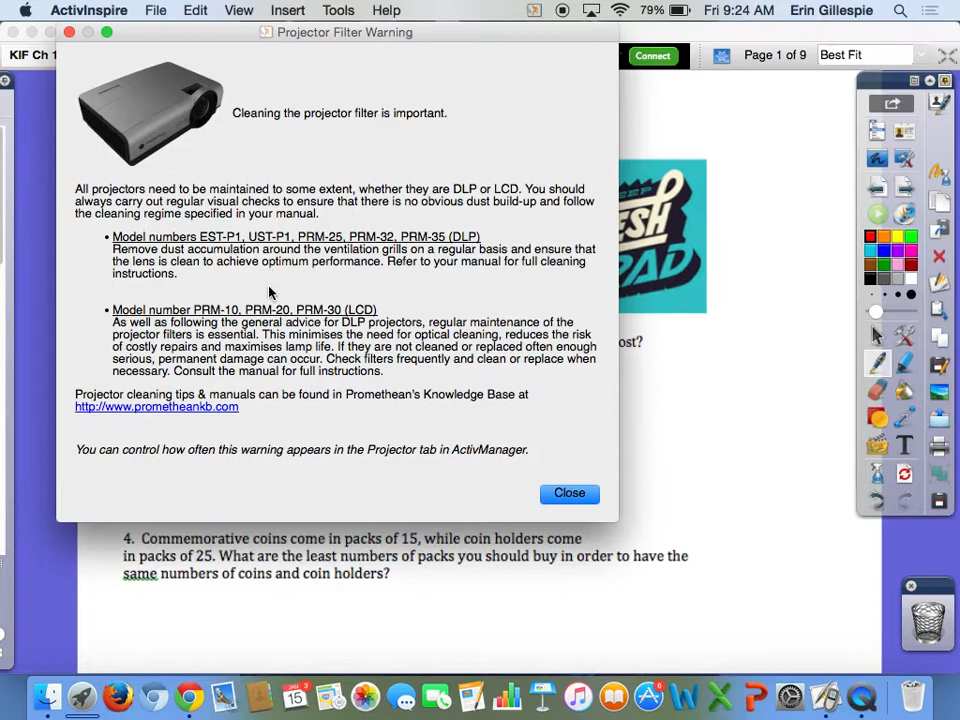 ActivInspire File Edit View Insert Tools Help 79% Fri 9:24 AM Erin Gillespie
Projector Filter Warning
KIF Ch 1
Connect
Page 1 of 9 Best Fit
Cleaning the projector filter is important.
All projectors need to be maintained to some extent, whether they are DLP or LCD. You should
always carry out regular visual checks to ensure that there is no obvious dust build-up and follow
the cleaning regime specified in your manual.
• Model numbers EST-P1, UST-P1, PRM-25, PRM-32, PRM-35 (DLP)
Remove dust accumulation around the ventilation grills on a regular basis and ensure that
the lens is clean to achieve optimum performance. Refer to your manual for full cleaning
instructions.
• Model number PRM-10, PRM-20, PRM-30 (LCD)
As well as following the general advice for DLP projectors, regular maintenance of the
projector filters is essential. This minimises the need for optical cleaning, reduces the risk
of costly repairs and maximises lamp life. If they are not cleaned or replaced often enough
serious, permanent damage can occur. Check filters frequently and clean or replace when
necessary. Consult the manual for full instructions.
Projector cleaning tips & manuals can be found in Promethean's Knowledge Base at
http://www.prometheankb.com
You can control how often this warning appears in the Projector tab in ActivManager.
Close
ost?
4. Commemorative coins come in packs of 15, while coin holders come
in packs of 25. What are the least numbers of packs you should buy in order to have the
same numbers of coins and coin holders?
T
JAN 3
15